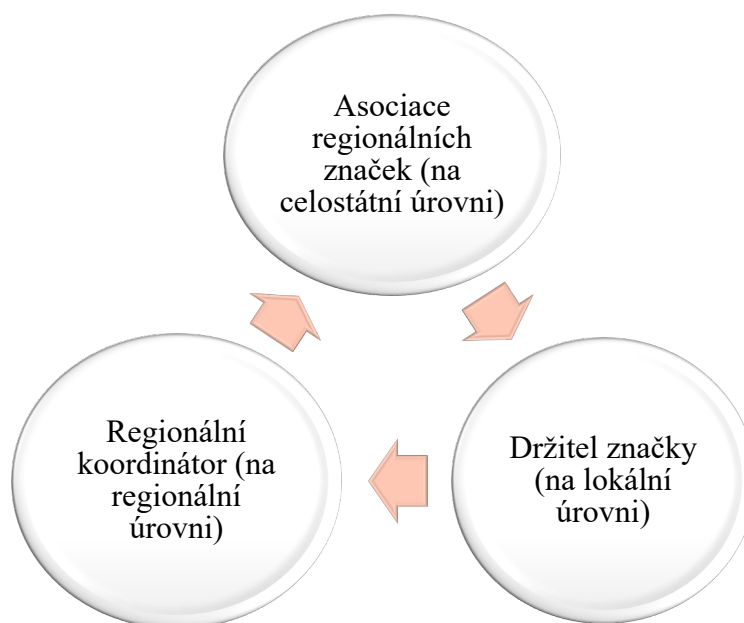 Asociace
regionálních
značek (na
celostátní úrovni)
Držitel značky
(na lokální
úrovni)
Regionální
koordinátor (na
regionální
úrovni)